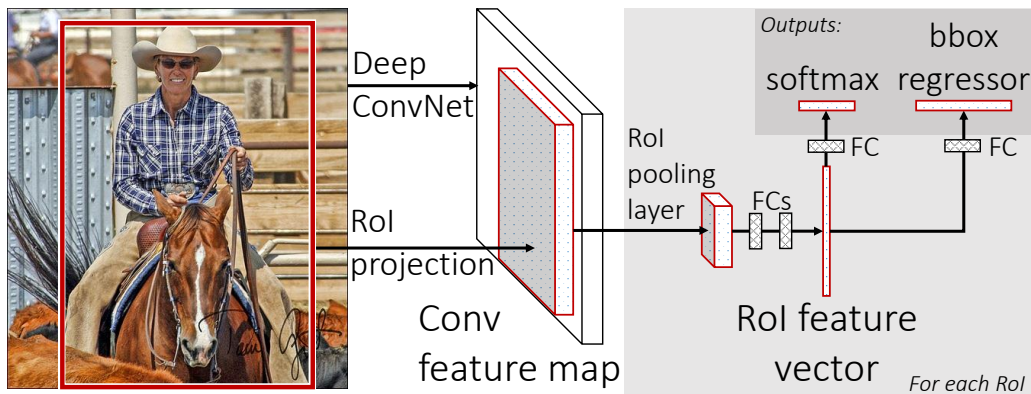 Deep
ConvNet
RoI
projection
Conv
feature map
RoI
pooling
layer
FCs
Outputs:
softmax
bbox
regressor
FC
FC
RoI feature
vector
For each RoI